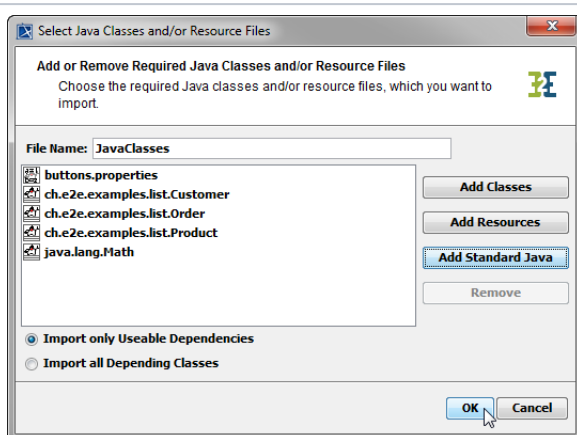 Select Java Classes and/or Resource Files
Add or Remove Required Java Classes and/or Resource Files
Choose the required Java classes and/or resource files, which you want to
import.
File Name: JavaClasses
buttons.properties
ch.e2e.examples.list.Customer
ch.e2e.examples.list.Order
ch.e2e.examples.list.Product
java.lang.Math
Add Classes
Add Resources
Add Standard Java
Remove
Import only Useable Dependencies
Import all Depending Classes
OK
Cancel